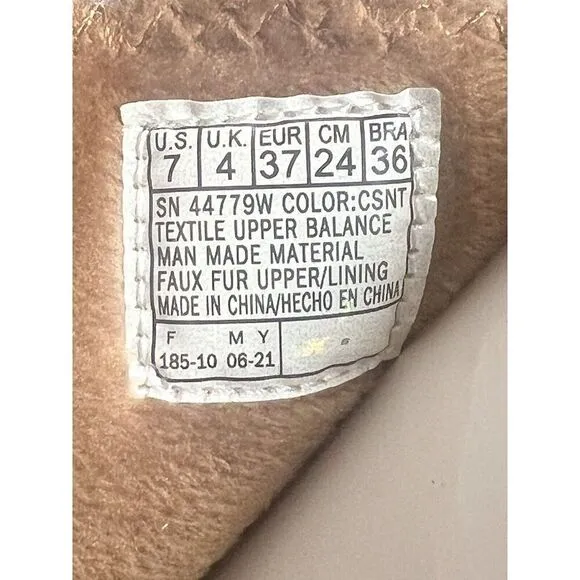 U.S. U.K. EUR CM BRA
7 4 37 24 36
SN 44779W COLOR:CSNT
TEXTILE UPPER BALANCE
MAN MADE MATERIAL
FAUX FUR UPPER/LINING
MADE IN CHINA/HECHO EN CHINA
F M Y
185-10 06-21